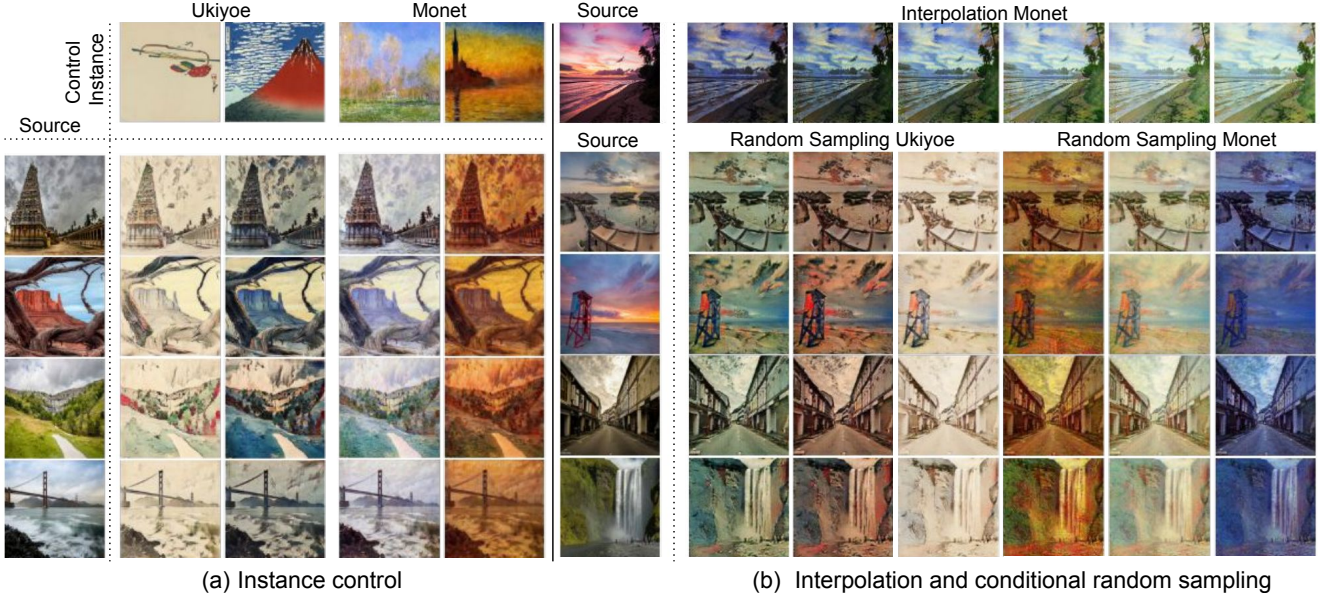 Ukiyoe
Monet
Source
Interpolation Monet
Control
Instance
Source
Source
Random Sampling Ukiyoe
Random Sampling Monet
(a) Instance control
(b) Interpolation and conditional random sampling